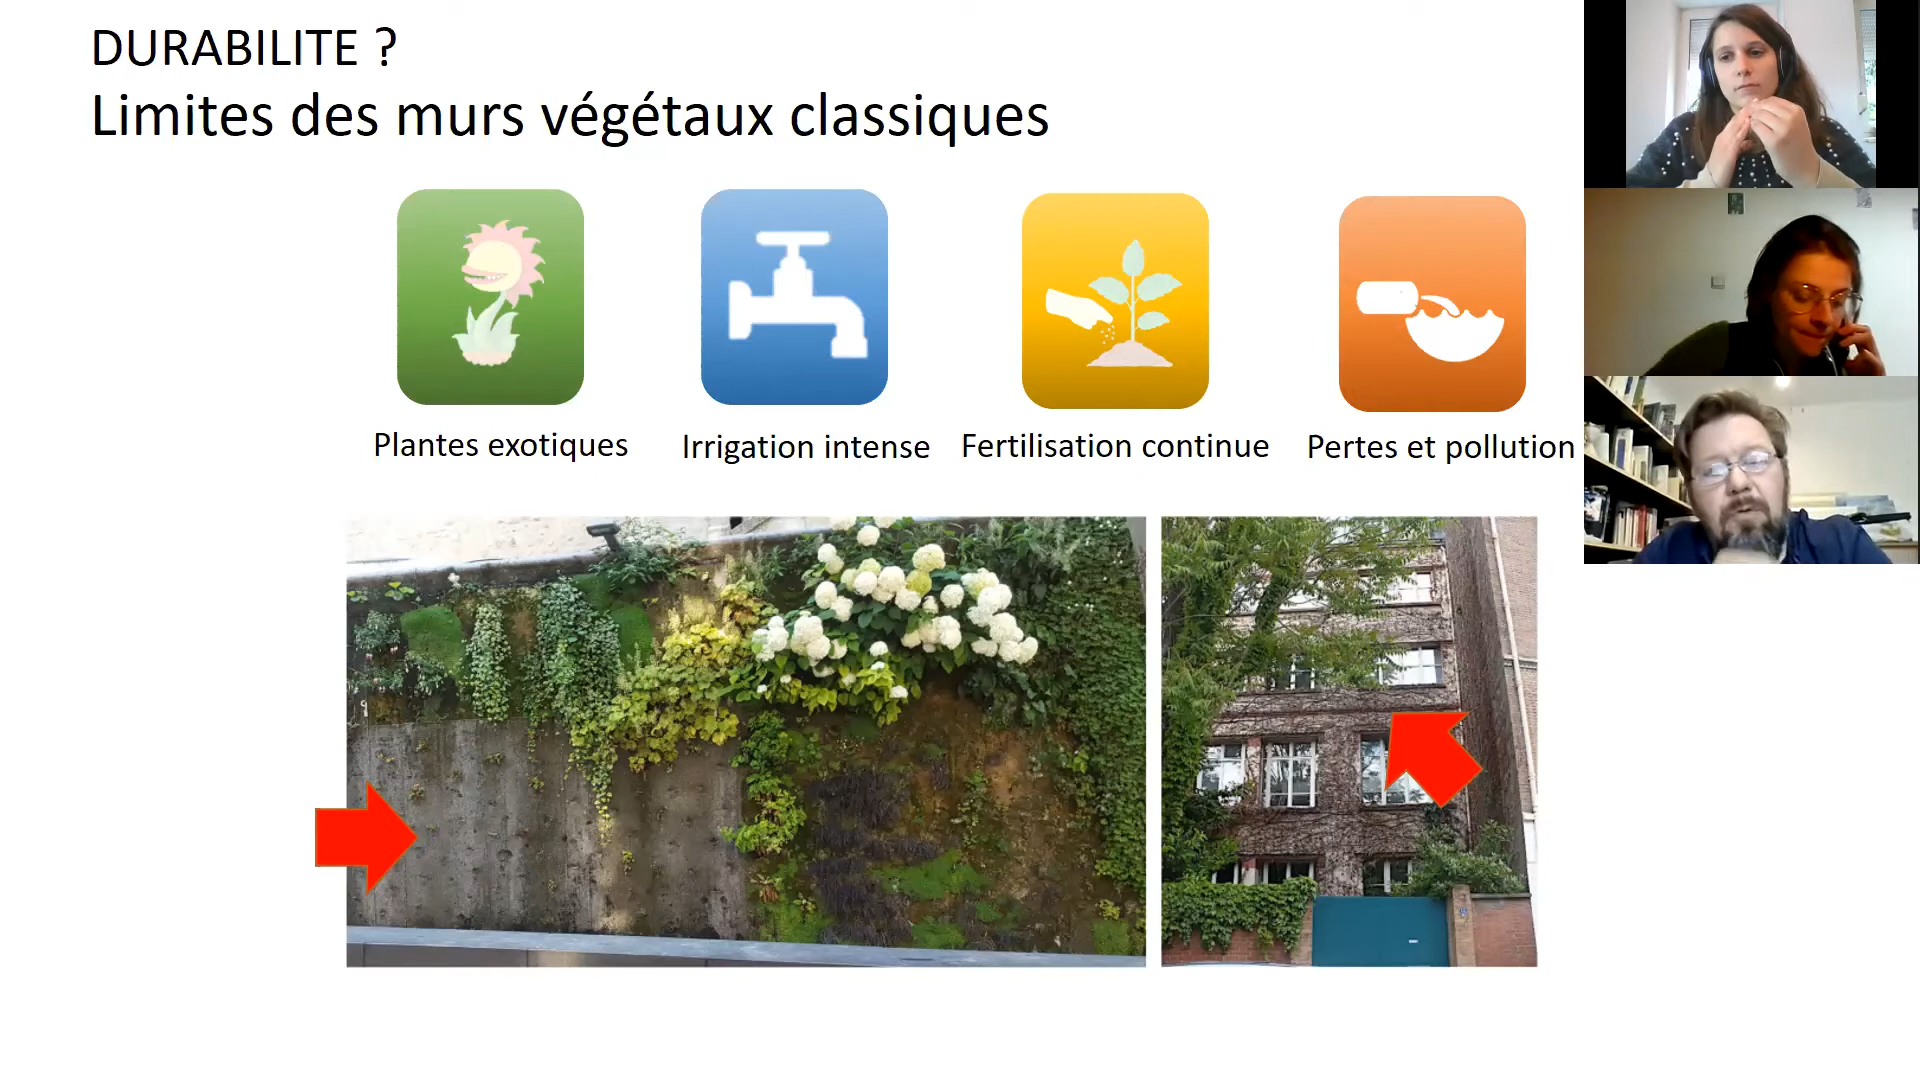 DURABILITE ?
Limites des murs végétaux classiques
Plantes exotiques
Irrigation intense
Fertilisation continue
Pertes et pollution